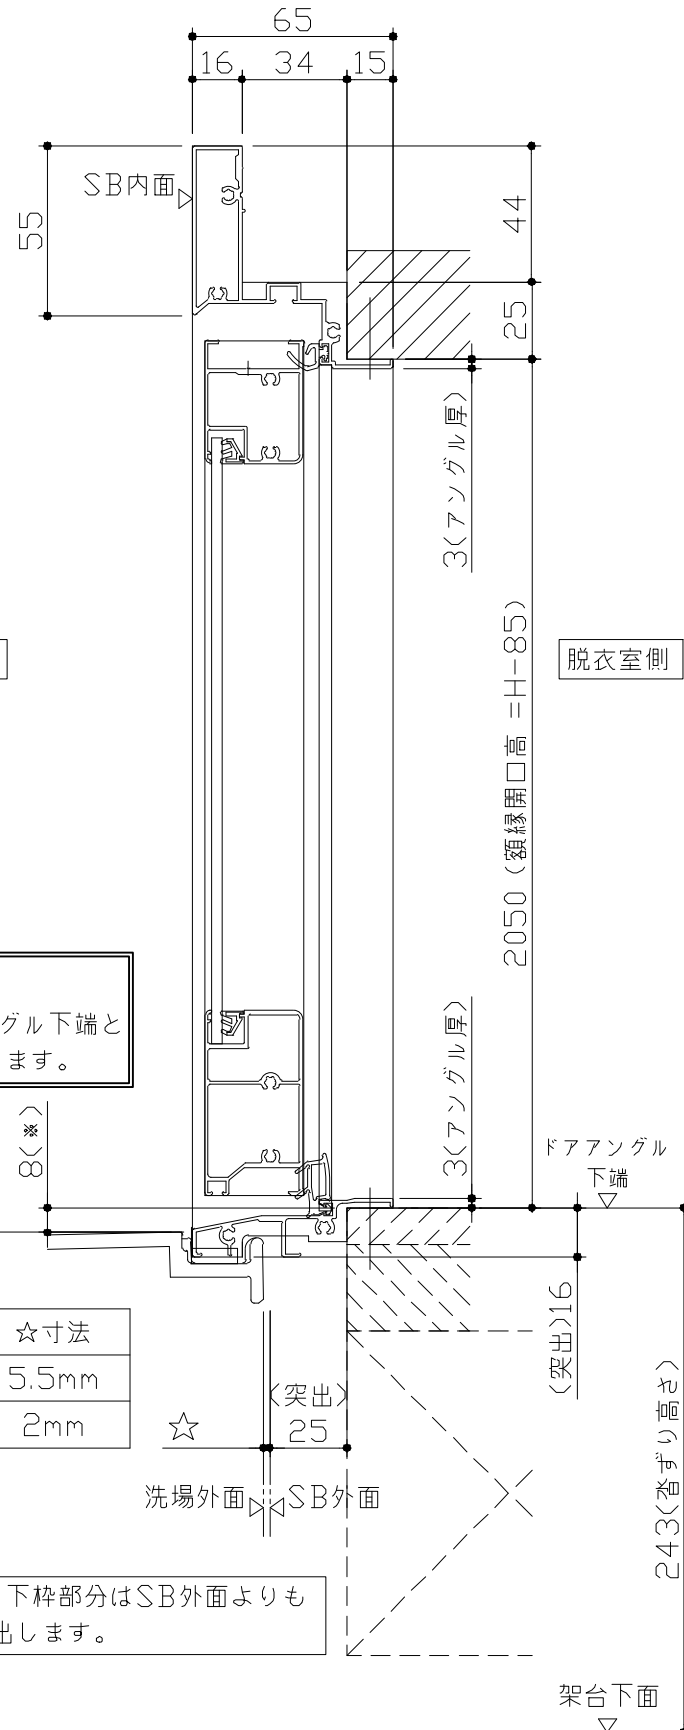 65
16
34
15
SB内面
55
44
25
3(アングル厚)
2050 (額縁開口高 =H-85)
脱衣室側
グル下端と
ます。
8(※)
3(アングル厚)
ドアアングル
下端
(突出)16
☆寸法
5.5mm
2mm
☆
(突出)
25
洗場外面
SB外面
243(沓ずり高さ)
下枠部分はSB外面よりも
出します。
架台下面